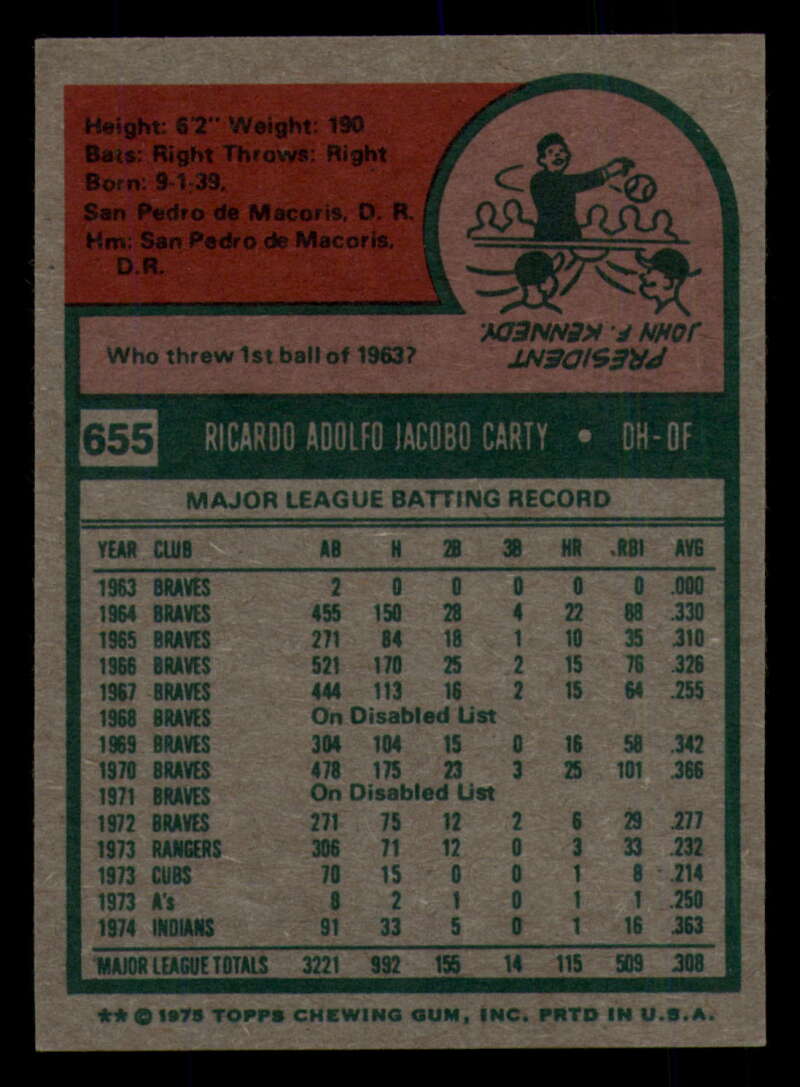 Height: 6'2" Weight: 190
Bats: Right Throws: Right
Born: 9-1-39,
San Pedro de Macoris, D. R.
Hm: San Pedro de Macoris,
D.R.
Who threw 1st ball of 1963?
PRESIDENT
JOHN F. KENNEDY.
655 RICARDO ADOLFO JACOBO CARTY • DH-OF
MAJOR LEAGUE BATTING RECORD
YEAR CLUB AB H 2B 3B HR .RBI AVG
1963 BRAVES 2 0 0 0 0 0 .000
1964 BRAVES 455 150 28 4 22 88 .330
1965 BRAVES 271 84 18 1 10 35 .310
1966 BRAVES 521 170 25 2 15 76 .326
1967 BRAVES 444 113 16 2 15 64 .255
1968 BRAVES On Disabled List
1969 BRAVES 304 104 15 0 16 58 .342
1970 BRAVES 478 175 23 3 25 101 .366
1971 BRAVES On Disabled List
1972 BRAVES 271 75 12 2 6 29 .277
1973 RANGERS 306 71 12 0 3 33 .232
1973 CUBS 70 15 0 0 1 8 .214
1973 A's 8 2 1 0 1 1 .250
1974 INDIANS 91 33 5 0 1 16 .363
MAJOR LEAGUE TOTALS 3221 992 155 14 115 509 .308
** © 1975 TOPPS CHEWING GUM, INC. PRTD IN U.S.A.